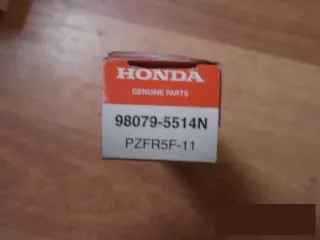 HONDA
GENUINE PARTS
98079-5514N
PZFR5F-11